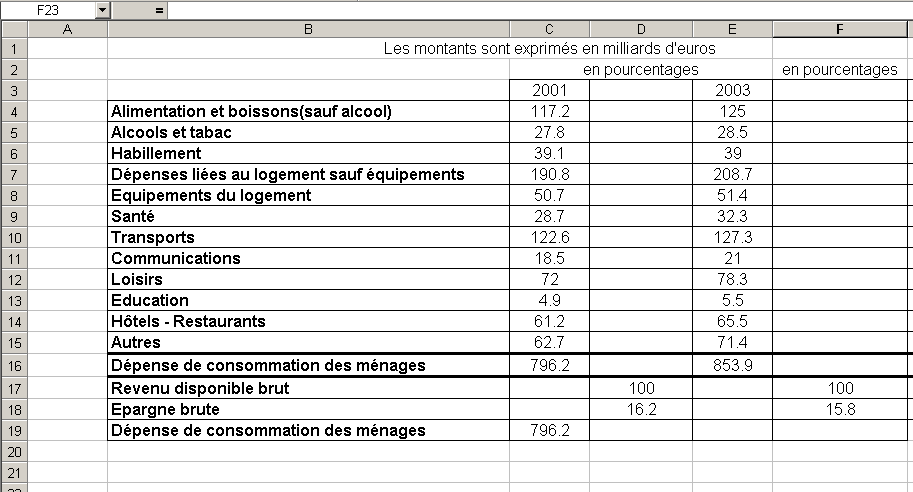 F23 =
A B C D E F
1 Les montants sont exprimés en milliards d'euros
2 en pourcentages en pourcentages
3 2001 2003
4 Alimentation et boissons(sauf alcool) 117.2 125
5 Alcools et tabac 27.8 28.5
6 Habillement 39.1 39
7 Dépenses liées au logement sauf équipements 190.8 208.7
8 Equipements du logement 50.7 51.4
9 Santé 28.7 32.3
10 Transports 122.6 127.3
11 Communications 18.5 21
12 Loisirs 72 78.3
13 Education 4.9 5.5
14 Hôtels - Restaurants 61.2 65.5
15 Autres 62.7 71.4
16 Dépense de consommation des ménages 796.2 853.9
17 Revenu disponible brut 100 100
18 Epargne brute 16.2 15.8
19 Dépense de consommation des ménages 796.2
20
21
22